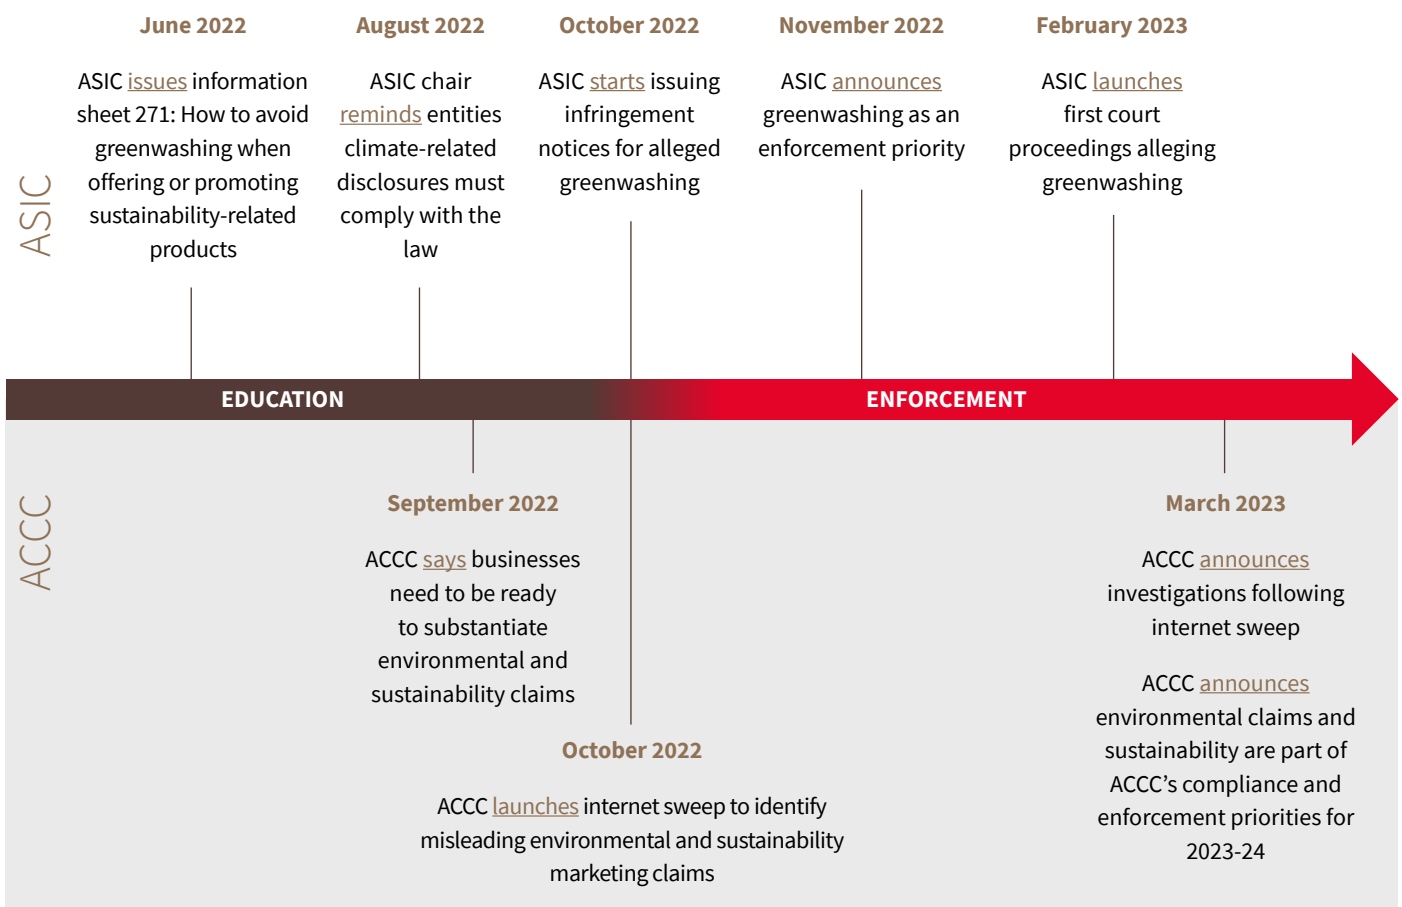 ASIC
June 2022
ASIC issues information
sheet 271: How to avoid
greenwashing when
offering or promoting
sustainability-related
products
August 2022
ASIC chair
reminds entities
climate-related
disclosures must
comply with the
law
October 2022
ASIC starts issuing
infringement
notices for alleged
greenwashing
November 2022
ASIC announces
greenwashing as an
enforcement priority
February 2023
ASIC launches
first court
proceedings alleging
greenwashing
EDUCATION
ENFORCEMENT
ACCC
September 2022
ACCC says businesses
need to be ready
to substantiate
environmental and
sustainability claims
October 2022
ACCC launches internet sweep to identify
misleading environmental and sustainability
marketing claims
March 2023
ACCC announces
investigations following
internet sweep
ACCC announces
environmental claims and
sustainability are part of
ACCC’s compliance and
enforcement priorities for
2023-24